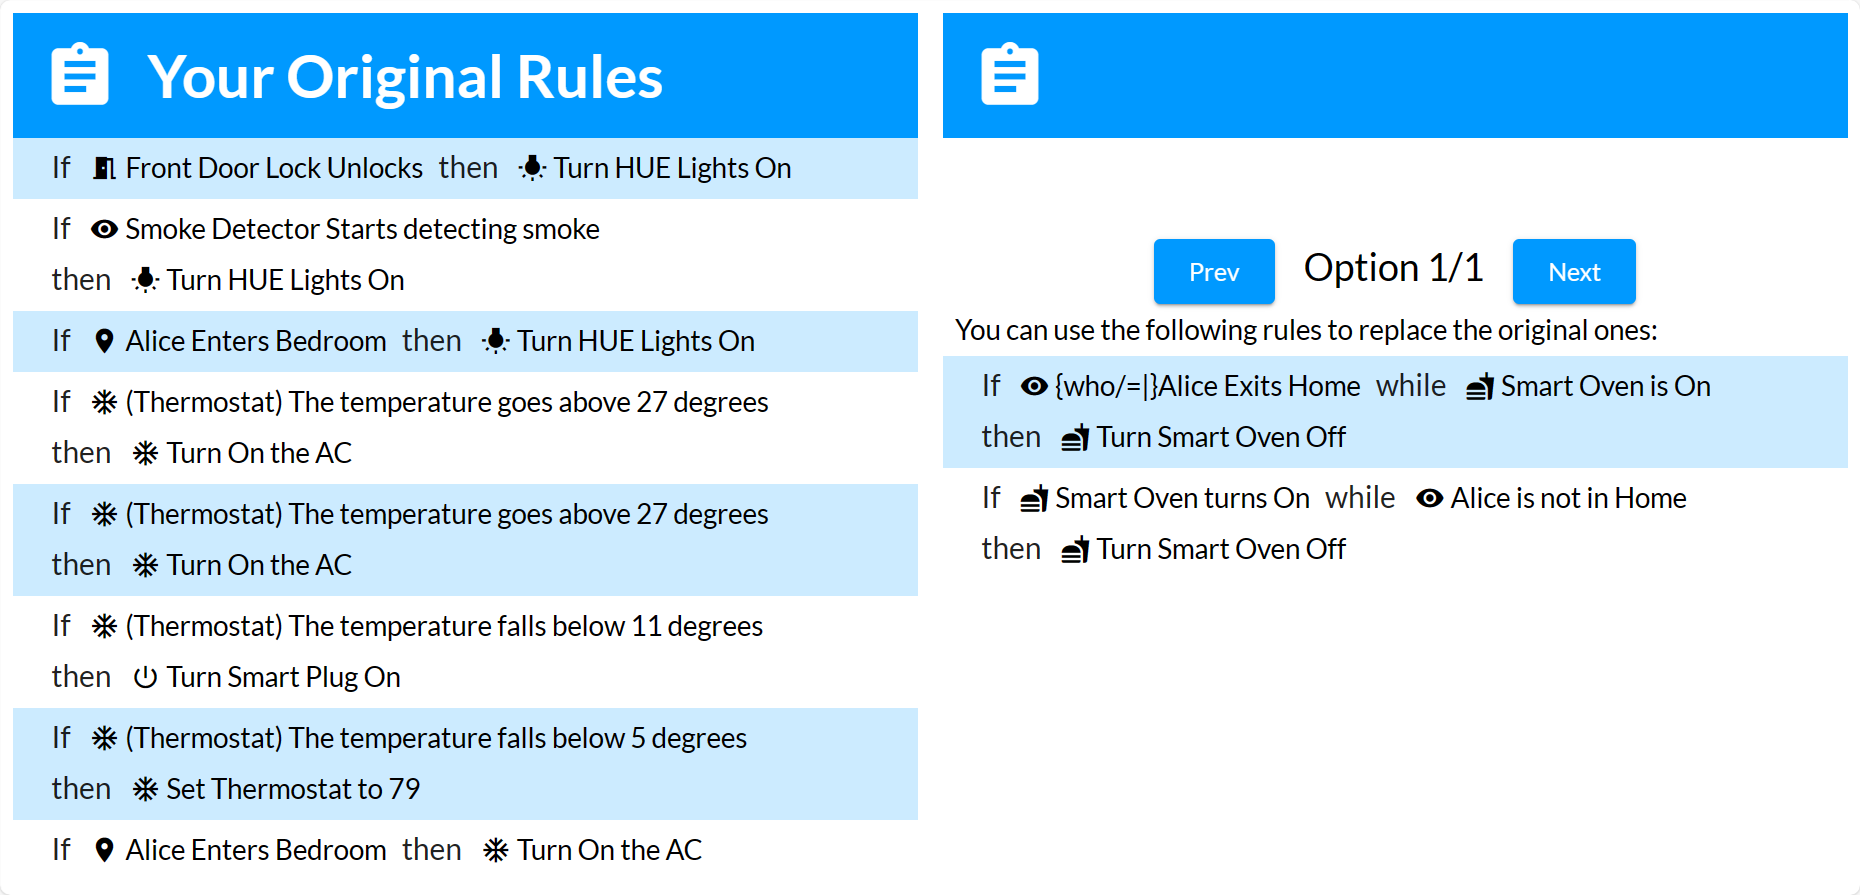 Your Original Rules
If Front Door Lock Unlocks then Turn HUE Lights On
If Smoke Detector Starts detecting smoke
then Turn HUE Lights On
If Alice Enters Bedroom then Turn HUE Lights On
If (Thermostat) The temperature goes above 27 degrees
then Turn On the AC
If (Thermostat) The temperature goes above 27 degrees
then Turn On the AC
If (Thermostat) The temperature falls below 11 degrees
then Turn Smart Plug On
If (Thermostat) The temperature falls below 5 degrees
then Set Thermostat to 79
If Alice Enters Bedroom then Turn On the AC
Prev Option 1/1 Next
You can use the following rules to replace the original ones:
If {who/=|}Alice Exits Home while Smart Oven is On
then Turn Smart Oven Off
If Smart Oven turns On while Alice is not in Home
then Turn Smart Oven Off